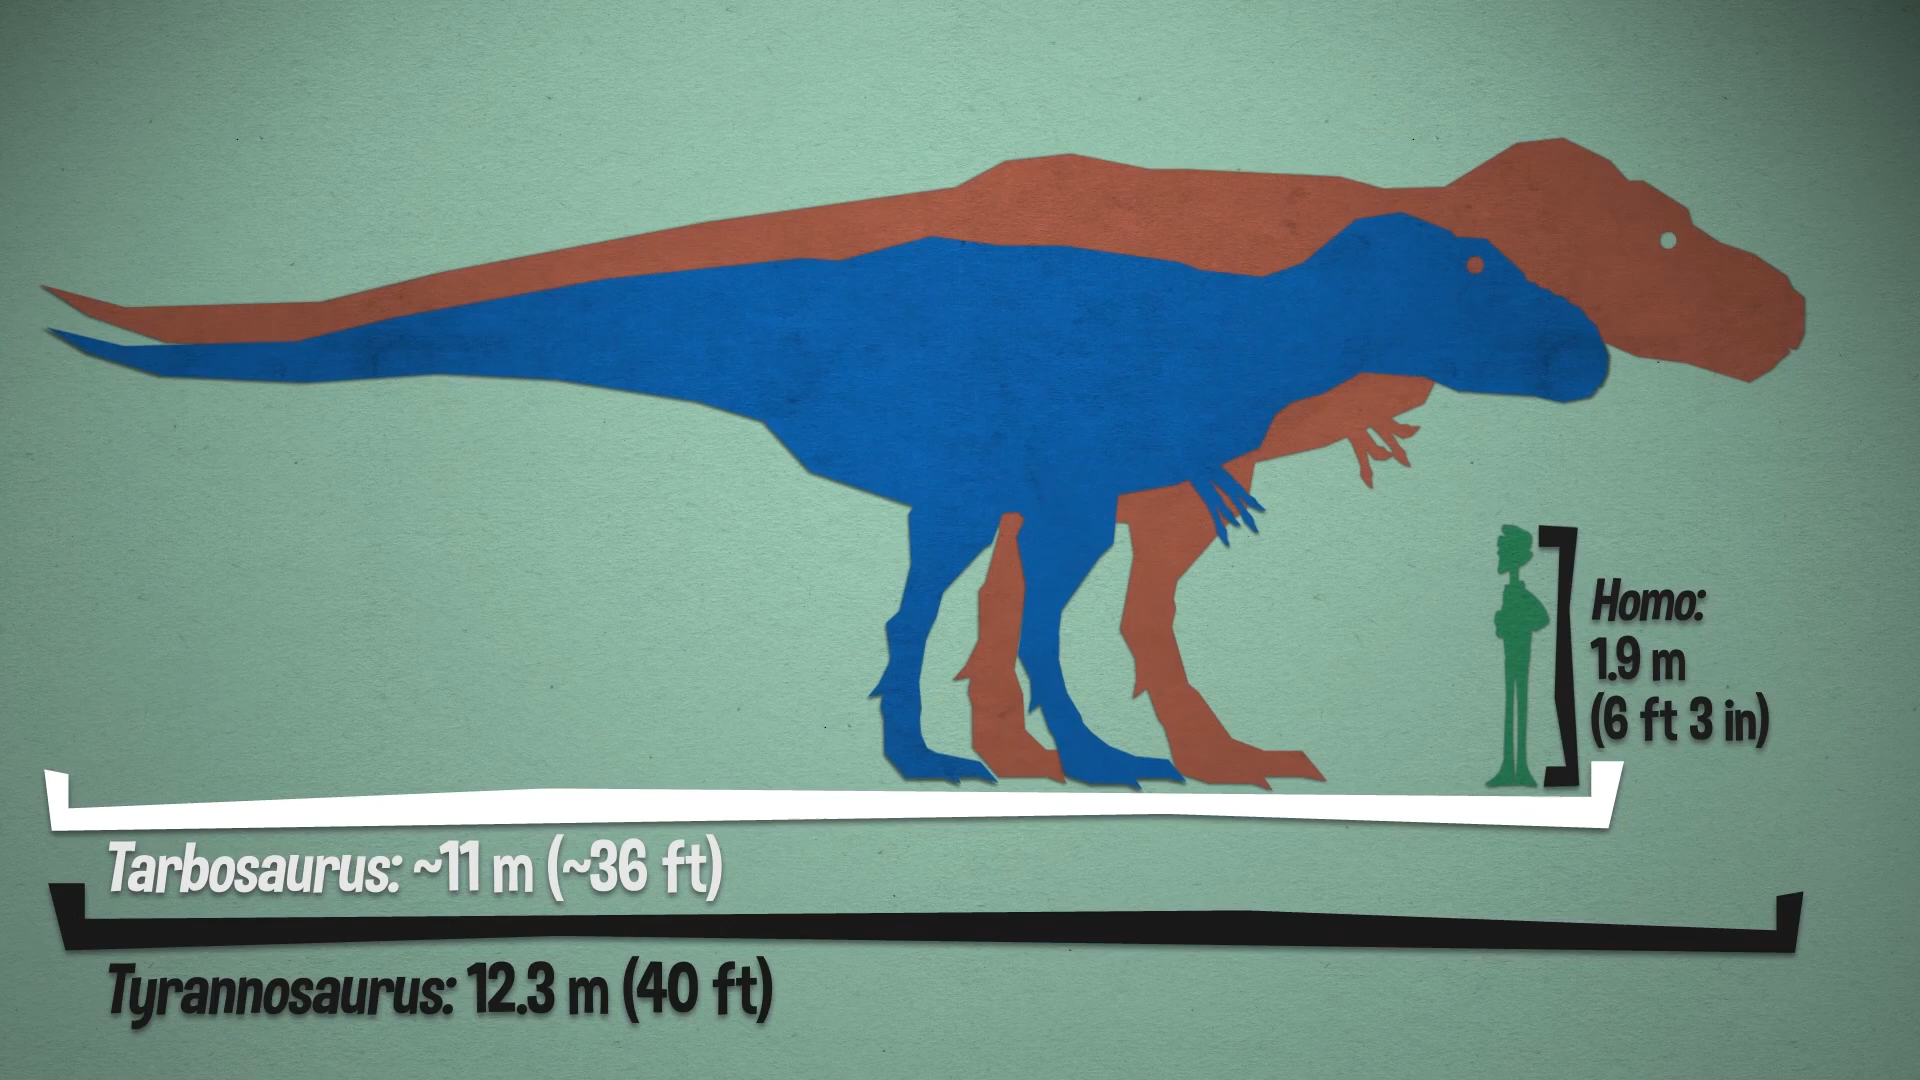 Homo:
1.9 m
(6 ft 3 in)
Tarbosaurus: ~11 m (~36 ft)
Tyrannosaurus: 12.3 m (40 ft)